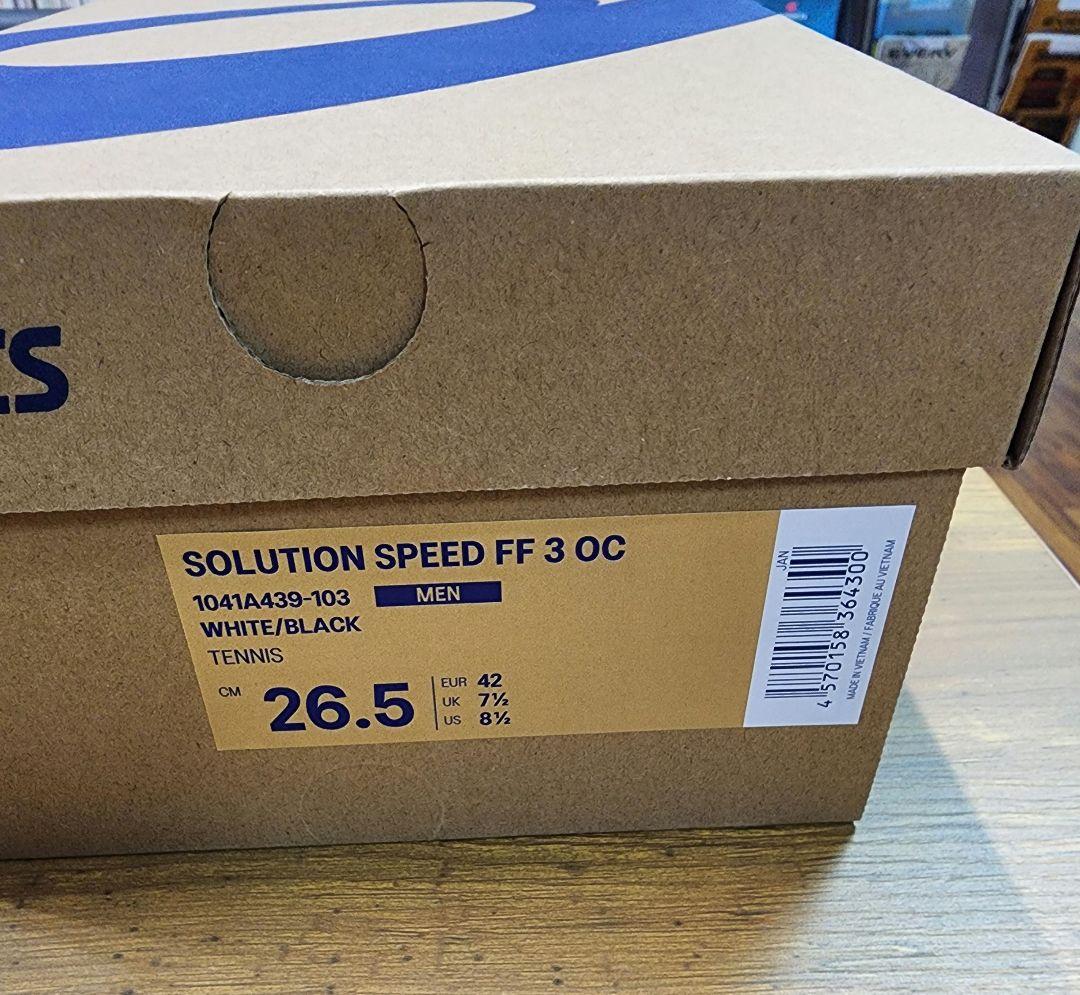 CS
SOLUTION SPEED FF 3 OC
1041A439-103 MEN
WHITE/BLACK
TENNIS
CM 26.5
EUR 42
UK 7½
US 8½
JAN
4 570158 364300
MADE IN VIETNAM / FABRIQUE AU VIETNAM